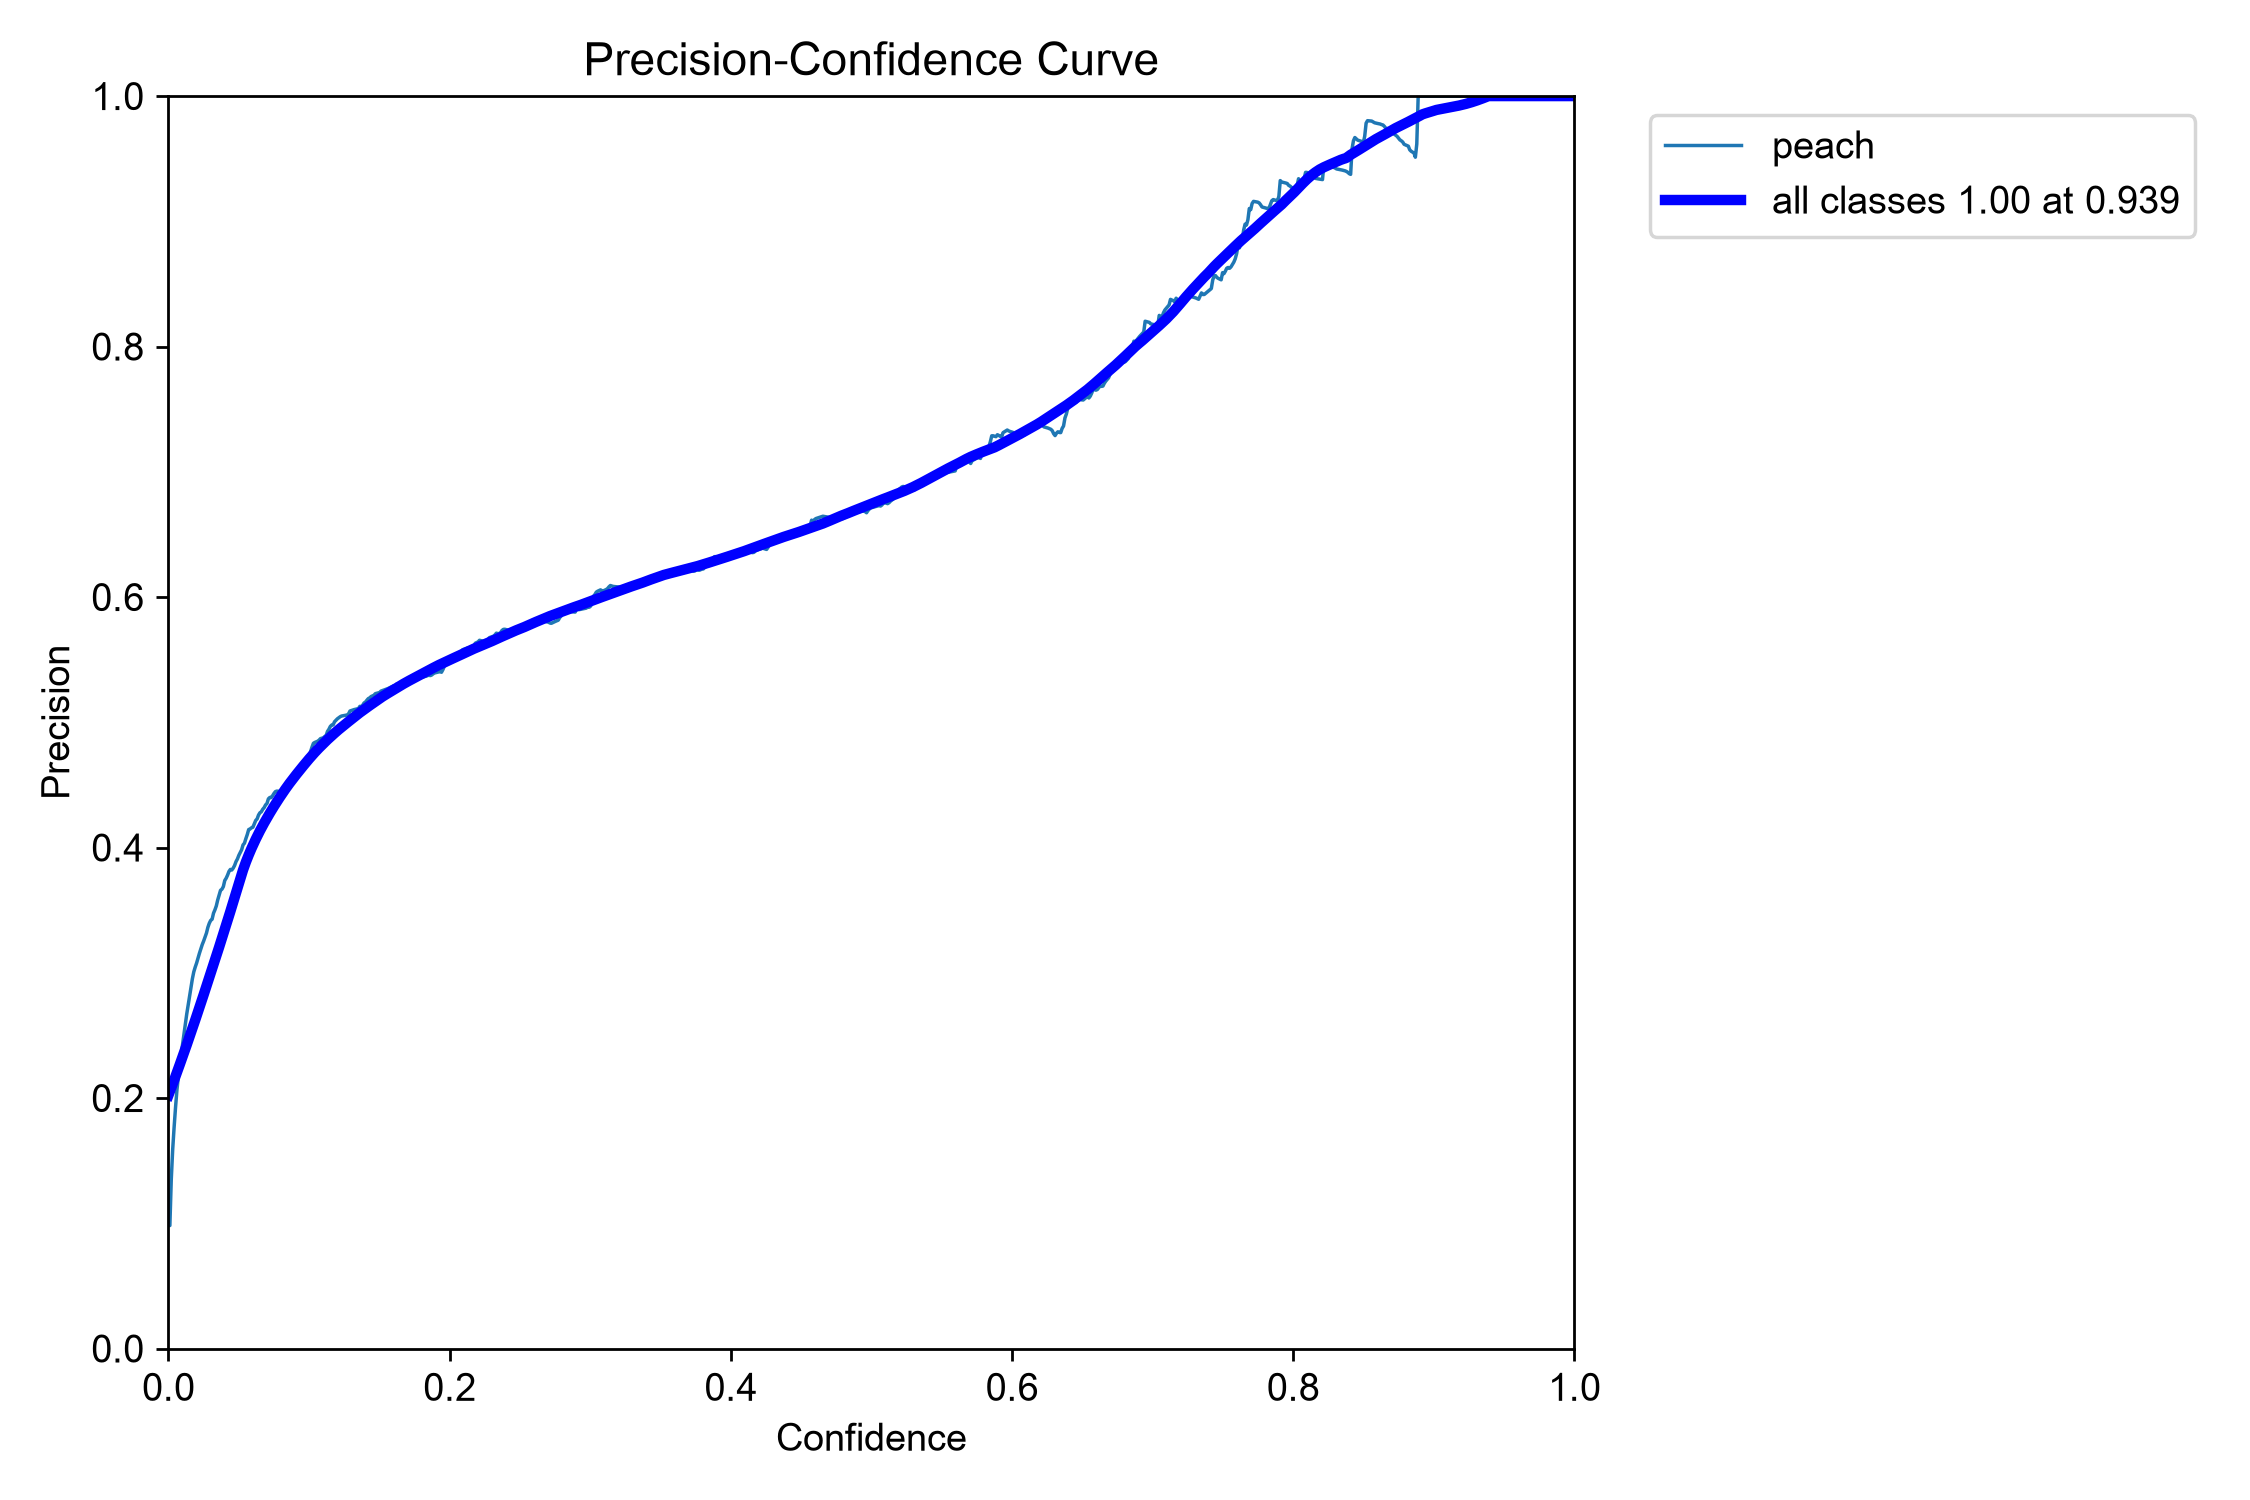 Precision-Confidence Curve
1.0
0.8
0.6
0.4
0.2
0.0
Precision
0.0 0.2 0.4 0.6 0.8 1.0
Confidence
peach
all classes 1.00 at 0.939